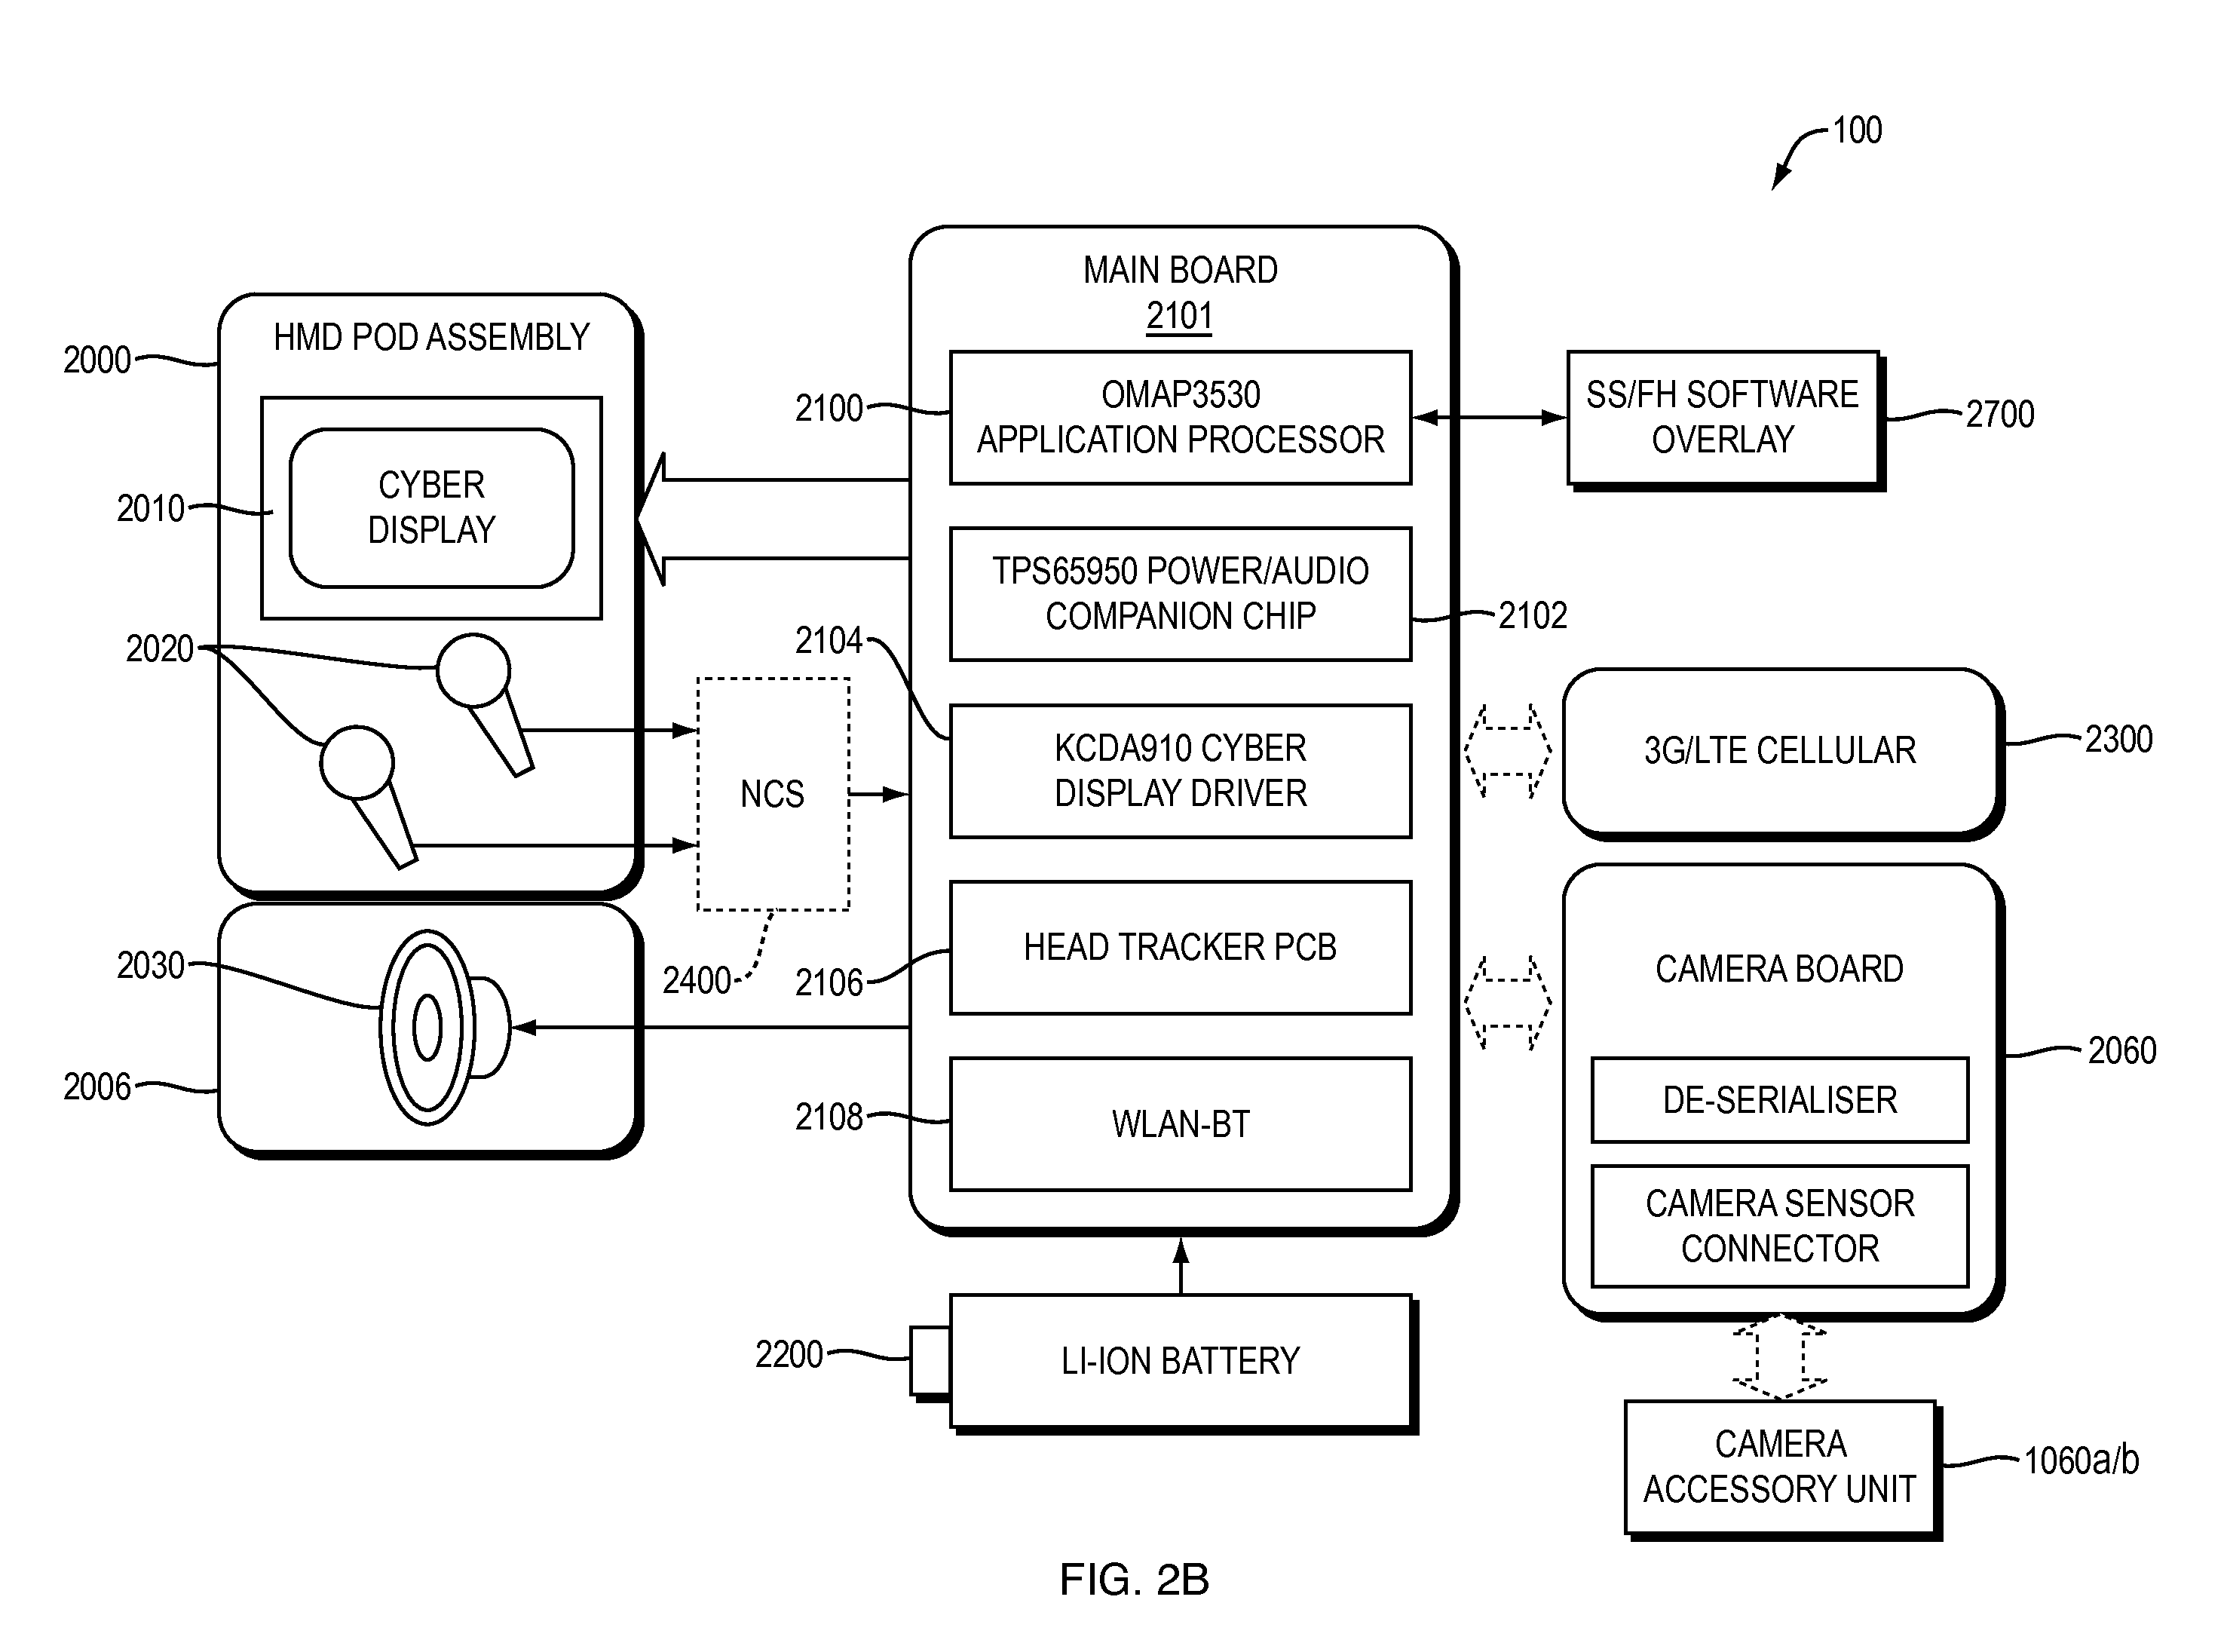 100
MAIN BOARD
2101
HMD POD ASSEMBLY
2000
2100
OMAP3530
APPLICATION PROCESSOR
SS/FH SOFTWARE
OVERLAY
2700
2010
CYBER
DISPLAY
TPS65950 POWER/AUDIO
COMPANION CHIP
2102
2020
2104
KCDA910 CYBER
DISPLAY DRIVER
3G/LTE CELLULAR
2300
NCS
2400
2106
HEAD TRACKER PCB
CAMERA BOARD
2060
2030
2006
2108
WLAN-BT
DE-SERIALISER
CAMERA SENSOR
CONNECTOR
2200
LI-ION BATTERY
CAMERA
ACCESSORY UNIT
1060a/b
FIG. 2B